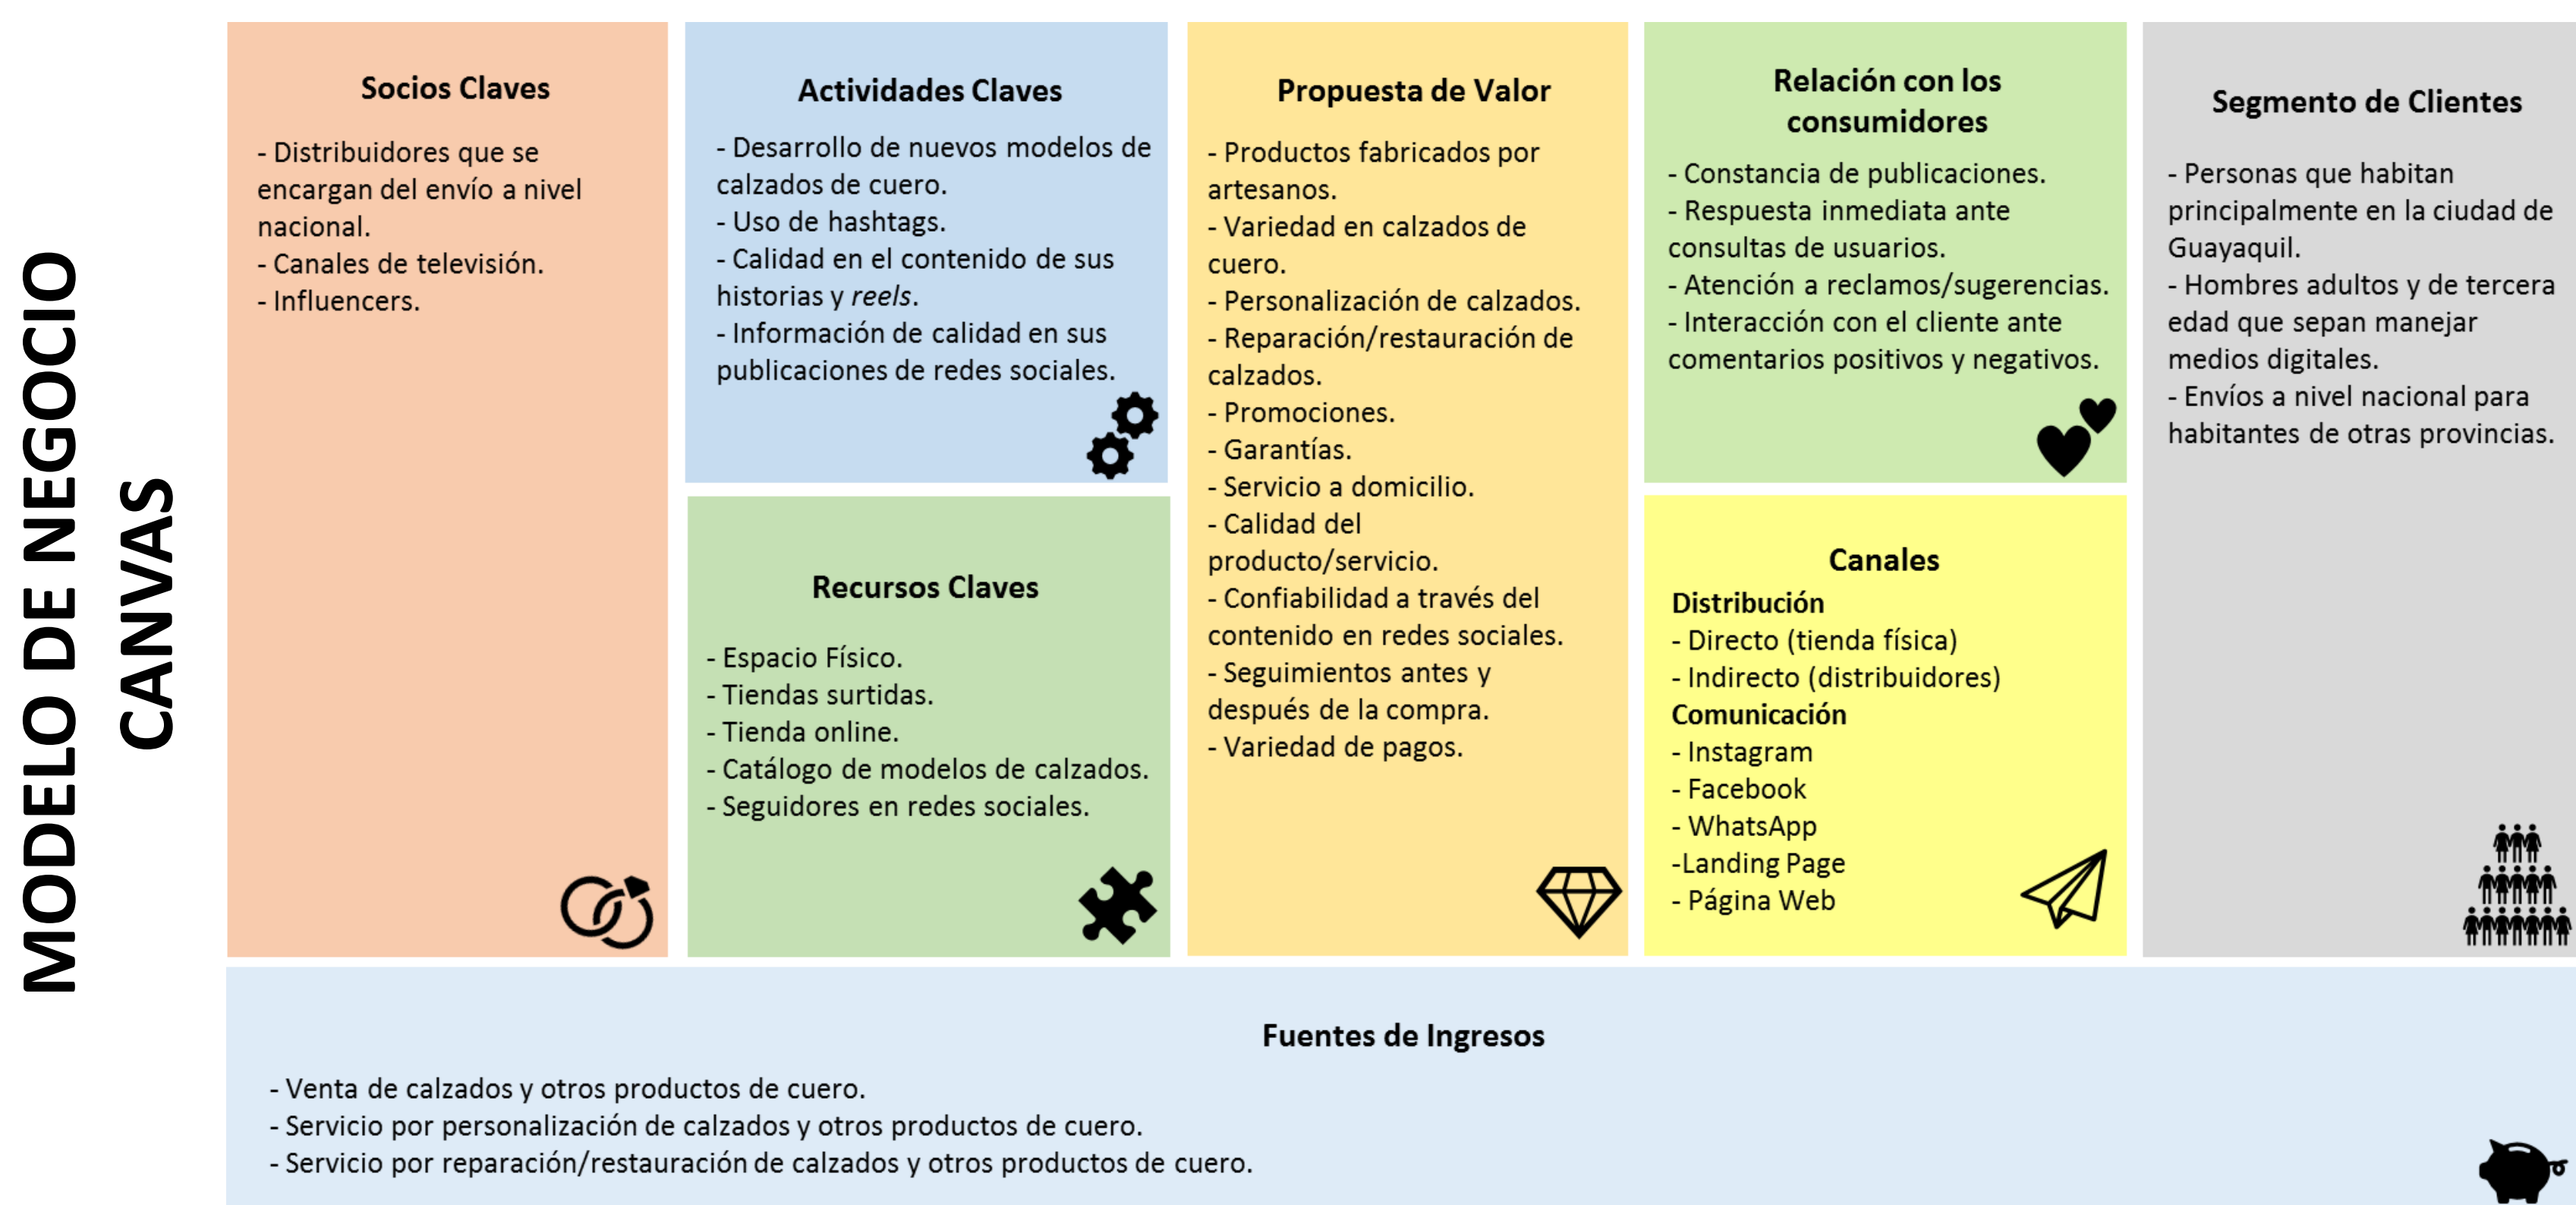 MODELO DE NEGOCIO
CANVAS
Socios Claves
- Distribuidores que se
encargan del envío a nivel
nacional.
- Canales de televisión.
- Influencers.
Actividades Claves
- Desarrollo de nuevos modelos de
calzados de cuero.
- Uso de hashtags.
- Calidad en el contenido de sus
historias y reels.
- Información de calidad en sus
publicaciones de redes sociales.
Recursos Claves
- Espacio Físico.
- Tiendas surtidas.
- Tienda online.
- Catálogo de modelos de calzados.
- Seguidores en redes sociales.
Propuesta de Valor
- Productos fabricados por
artesanos.
- Variedad en calzados de
cuero.
- Personalización de calzados.
- Reparación/restauración de
calzados.
- Promociones.
- Garantías.
- Servicio a domicilio.
- Calidad del
producto/servicio.
- Confiabilidad a través del
contenido en redes sociales.
- Seguimientos antes y
después de la compra.
- Variedad de pagos.
Relación con los
consumidores
- Constancia de publicaciones.
- Respuesta inmediata ante
consultas de usuarios.
- Atención a reclamos/sugerencias.
- Interacción con el cliente ante
comentarios positivos y negativos.
Canales
Distribución
- Directo (tienda física)
- Indirecto (distribuidores)
Comunicación
- Instagram
- Facebook
- WhatsApp
-Landing Page
- Página Web
Segmento de Clientes
- Personas que habitan
principalmente en la ciudad de
Guayaquil.
- Hombres adultos y de tercera
edad que sepan manejar
medios digitales.
- Envíos a nivel nacional para
habitantes de otras provincias.
Fuentes de Ingresos
- Venta de calzados y otros productos de cuero.
- Servicio por personalización de calzados y otros productos de cuero.
- Servicio por reparación/restauración de calzados y otros productos de cuero.